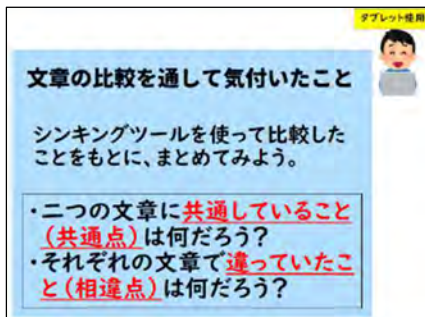 タブレット使用
文章の比較を通して気付いたこと
シンキングツールを使って比較した
ことをもとに、まとめてみよう。
・二つの文章に共通していること
(共通点)は何だろう?
・それぞれの文章で違っていたこ
と(相違点)は何だろう?